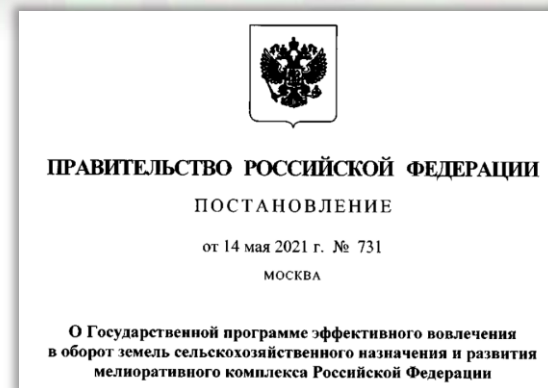 ПРАВИТЕЛЬСТВО РОССИЙСКОЙ ФЕДЕРАЦИИ
ПОСТАНОВЛЕНИЕ
от 14 мая 2021 г. № 731
МОСКВА
О Государственной программе эффективного вовлечения
в оборот земель сельскохозяйственного назначения и развития
мелиоративного комплекса Российской Федерации